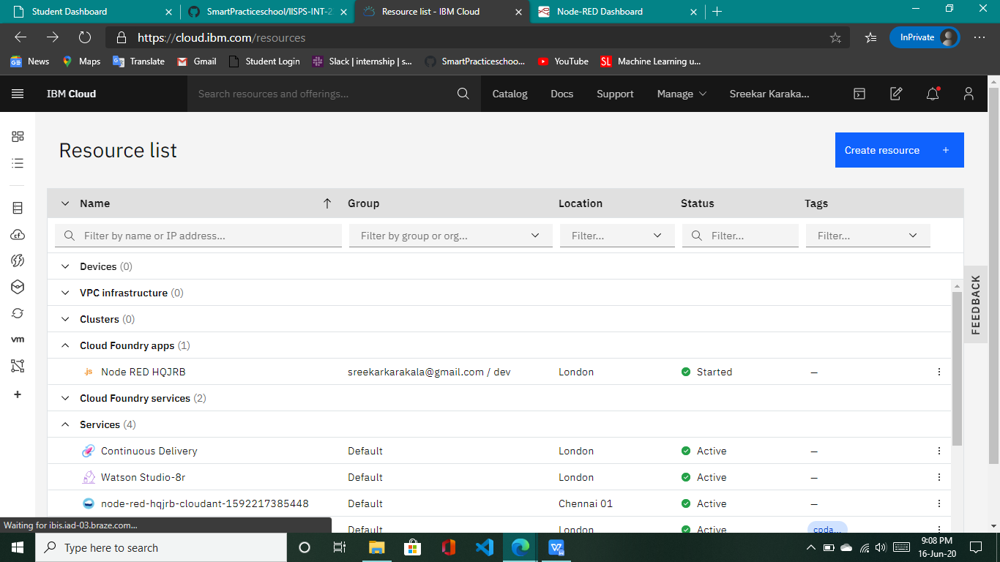 Student Dashboard SmartPracticeschool/IISPS-INT-2 Resource list - IBM Cloud Node-RED Dashboard
https://cloud.ibm.com/resources InPrivate
News Maps Translate Gmail Student Login Slack | internship | s... SmartPracticeschoo... YouTube SL Machine Learning u...
IBM Cloud Search resources and offerings... Catalog Docs Support Manage Sreekar Karaka...
Resource list
Create resource +
Name Group Location Status Tags
Filter by name or IP address... Filter by group or org... Filter... Filter... Filter...
Devices (0)
VPC infrastructure (0)
Clusters (0)
Cloud Foundry apps (1)
.js Node RED HQJRB sreekarkarakala@gmail.com / dev London Started –
Cloud Foundry services (2)
Services (4)
Continuous Delivery Default London Active –
Watson Studio-8r Default London Active –
node-red-hqjrb-cloudant-1592217385448 Default Chennai 01 Active –
Default London Active cpda...
cf
vm
FEEDBACK
Waiting for ibis.iad-03.braze.com...
Type here to search
9:08 PM
16-Jun-20